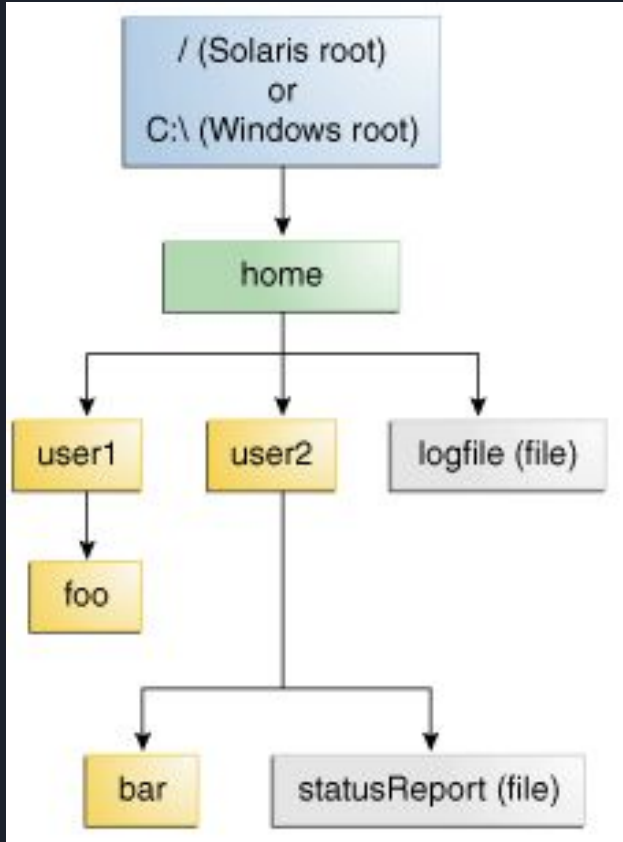 / (Solaris root)
or
C:\ (Windows root)
home
user1
user2
logfile (file)
foo
bar
statusReport (file)